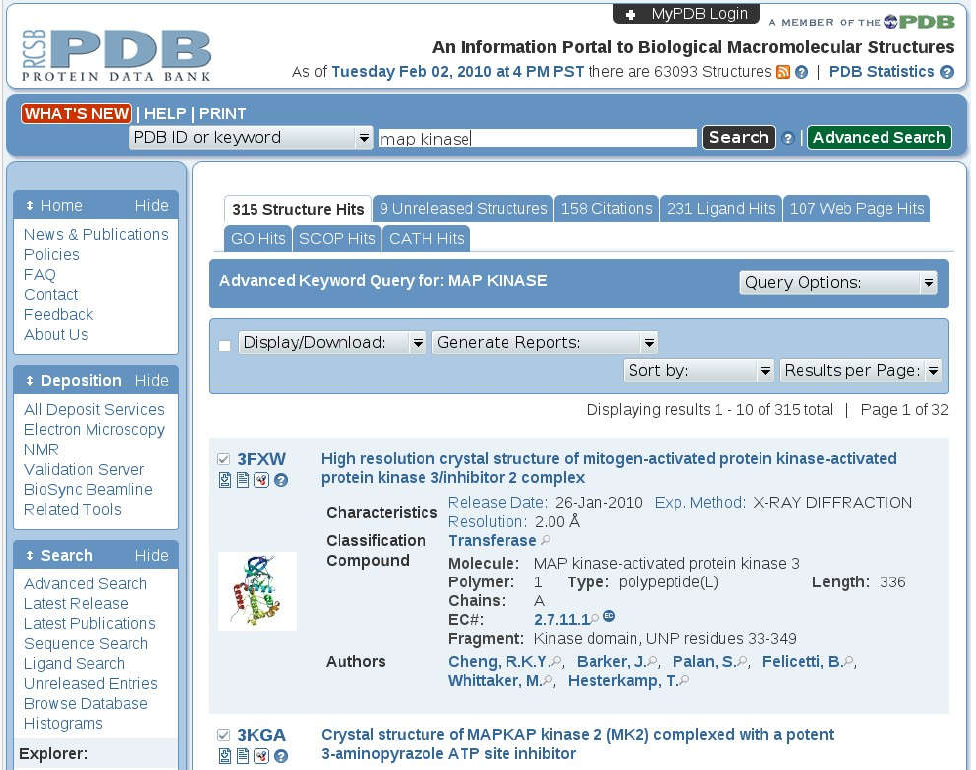 MyPDB Login
A MEMBER OF THE PDB
RCSB PDB
PROTEIN DATA BANK
An Information Portal to Biological Macromolecular Structures
As of Tuesday Feb 02, 2010 at 4 PM PST there are 63093 Structures ? | PDB Statistics ?
WHAT'S NEW | HELP | PRINT
PDB ID or keyword map kinase Search ? | Advanced Search
Home Hide
News & Publications
Policies
FAQ
Contact
Feedback
About Us
Deposition Hide
All Deposit Services
Electron Microscopy
NMR
Validation Server
BioSync Beamline
Related Tools
Search Hide
Advanced Search
Latest Release
Latest Publications
Sequence Search
Ligand Search
Unreleased Entries
Browse Database
Histograms
Explorer:
315 Structure Hits 9 Unreleased Structures 158 Citations 231 Ligand Hits 107 Web Page Hits
GO Hits SCOP Hits CATH Hits
Advanced Keyword Query for: MAP KINASE Query Options:
Display/Download: Generate Reports:
Sort by: Results per Page:
Displaying results 1 - 10 of 315 total | Page 1 of 32
3FXW High resolution crystal structure of mitogen-activated protein kinase-activated
? protein kinase 3/inhibitor 2 complex
Characteristics Release Date: 26-Jan-2010 Exp. Method: X-RAY DIFFRACTION
Resolution: 2.00 Å
Classification Transferase
Compound Molecule: MAP kinase-activated protein kinase 3
Polymer: 1 Type: polypeptide(L) Length: 336
Chains: A
EC#: 2.7.11.1 EC
Fragment: Kinase domain, UNP residues 33-349
Authors Cheng, R.K.Y., Barker, J., Palan, S., Felicetti, B.,
Whittaker, M., Hesterkamp, T.
3KGA Crystal structure of MAPKAP kinase 2 (MK2) complexed with a potent
? 3-aminopyrazole ATP site inhibitor